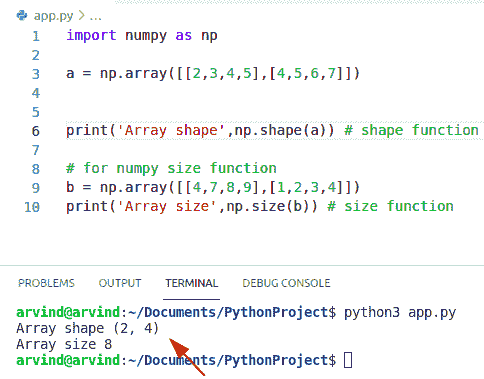 app.py > ...
1 import numpy as np
2
3 a = np.array([[2,3,4,5],[4,5,6,7]])
4
5
6 print('Array shape',np.shape(a)) # shape function
7
8 # for numpy size function
9 b = np.array([[4,7,8,9],[1,2,3,4]])
10 print('Array size',np.size(b)) # size function
PROBLEMS OUTPUT TERMINAL DEBUG CONSOLE
arvind@arvind:~/Documents/PythonProject$ python3 app.py
Array shape (2, 4)
Array size 8
arvind@arvind:~/Documents/PythonProject$